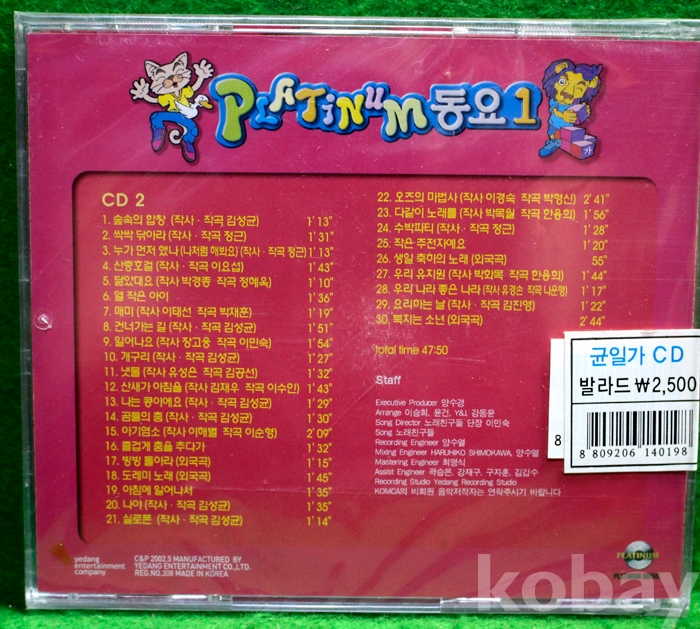 PLATiNuM동요1
CD 2
1. 숲속의 합창 (작사 · 작곡 김성균) 1' 13"
2. 싹싹 닦아라 (작사 · 작곡 정근) 1' 31"
3. 누가 먼저 했나 (나처럼 해봐요) (작사 · 작곡 정근) 1' 13"
4. 산중호걸 (작사 · 작곡 이요섭) 1' 43"
5. 닮았대요 (작사 박경종 작곡 정혜옥) 1' 10"
6. 열 작은 아이 1' 36"
7. 매미 (작사 이태선 작곡 박재훈) 1' 19"
8. 건너가는 길 (작사 · 작곡 김성균) 1' 51"
9. 일어나요 (작사 장고웅 작곡 이민숙) 1' 54"
10. 개구리 (작사 · 작곡 김성균) 1' 27"
11. 냇물 (작사 유성은 작곡 김공선) 1' 32"
12. 산새가 아침을 (작사 김재우 작곡 이수인) 1' 43"
13. 나는 콩이에요 (작사 · 작곡 김성균) 1' 29"
14. 곰들의 춤 (작사 · 작곡 김성균) 1' 30"
15. 아기염소 (작사 이해별 작곡 이순형) 2' 09"
16. 즐겁게 춤을 추다가 1' 32"
17. 빙빙 돌아라 (외국곡) 1' 15"
18. 도레미 노래 (외국곡) 1' 45"
19. 아침에 일어나서 1' 35"
20. 나야 (작사 · 작곡 김성균) 1' 35"
21. 실로폰 (작사 · 작곡 김성균) 1' 14"
22. 오즈의 마법사 (작사 이경숙 작곡 박형신) 2' 41"
23. 다같이 노래를 (작사 박목월 작곡 한용희) 1' 56"
24. 수박파티 (작사 · 작곡 정근) 1' 28"
25. 작은 주전자예요 1' 20"
26. 생일 축하의 노래 (외국곡) 55"
27. 우리 유치원 (작사 박화목 작곡 한용희) 1' 44"
28. 우리 나라 좋은 나라 (작사 유경손 작곡 나운영) 1' 17"
29. 요리하는 날 (작사 · 작곡 김진영) 1' 22"
30. 북치는 소년 (외국곡) 2' 44"
total time 47:50
Staff
Executive Producer 양수경
Arrange 이승희, 윤건, Y&J, 강동윤
Song Director 노래친구들 단장 이민숙
Song 노래친구들
Recording Engineer 양수열
Mixing Engineer HARUHIKO SHIMOKAWA, 양수열
Mastering Engineer 최영식
Assist Engineer 곽승은, 강재구, 구자훈, 김갑수
Recording Studio Yedang Recording Studio
KOMCA의 비회원 음악저작자는 연락주시기 바랍니다
균일가 CD
발라드 ₩2,500
8 809206 140198
8
yedang
entertainment
company
C&P 2002.5 MANUFACTURED BY
YEDANG ENTERTAINMENT CO.,LTD.
REG.NO.308 MADE IN KOREA
PLATINUM
kobay